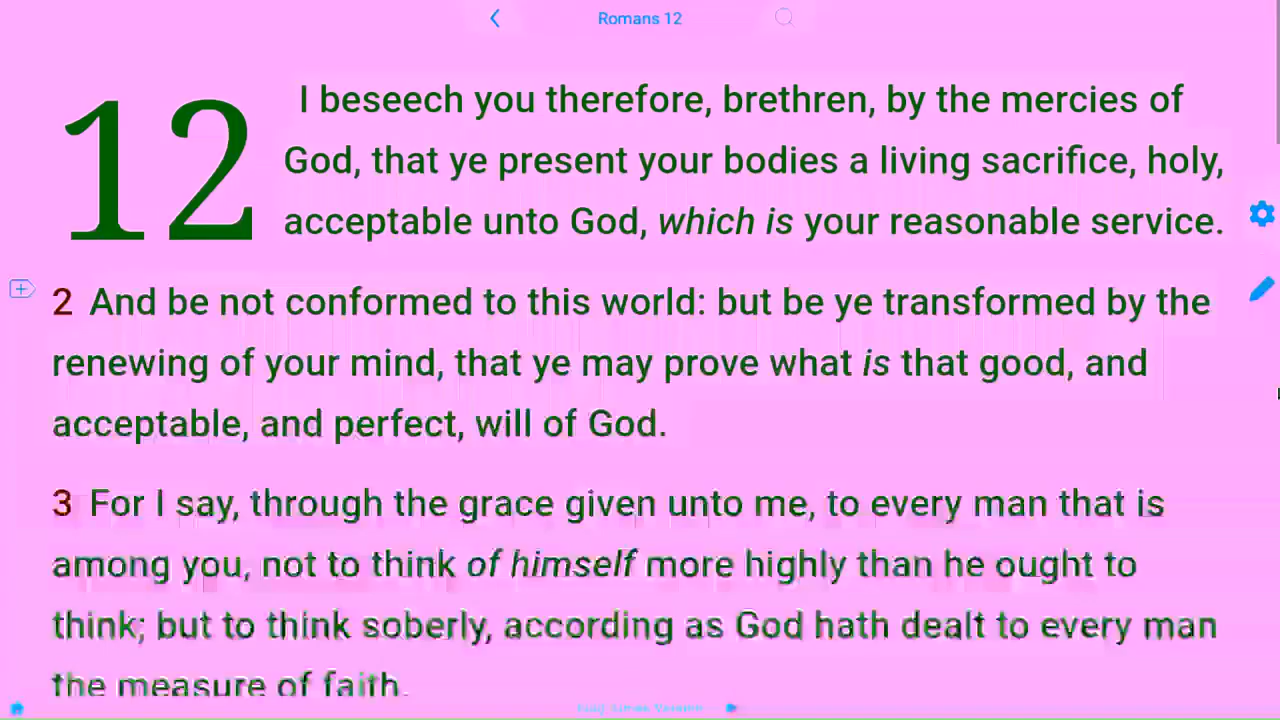 Romans 12
12 I beseech you therefore, brethren, by the mercies of
God, that ye present your bodies a living sacrifice, holy,
acceptable unto God, which is your reasonable service.
2 And be not conformed to this world: but be ye transformed by the
renewing of your mind, that ye may prove what is that good, and
acceptable, and perfect, will of God.
3 For I say, through the grace given unto me, to every man that is
among you, not to think of himself more highly than he ought to
think; but to think soberly, according as God hath dealt to every man
the measure of faith.
King James Version